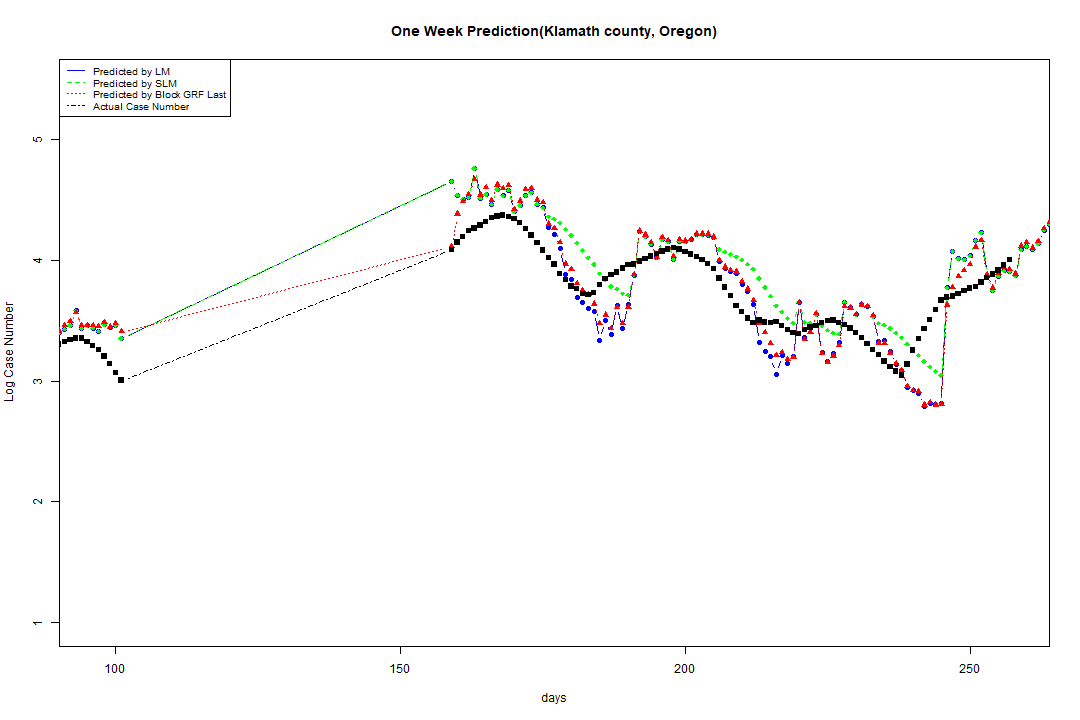 One Week Prediction(Klamath county, Oregon)
Predicted by LM
Predicted by SLM
Predicted by Block GRF Last
Actual Case Number
5
4
3
2
1
Log Case Number
100 150 200 250
days